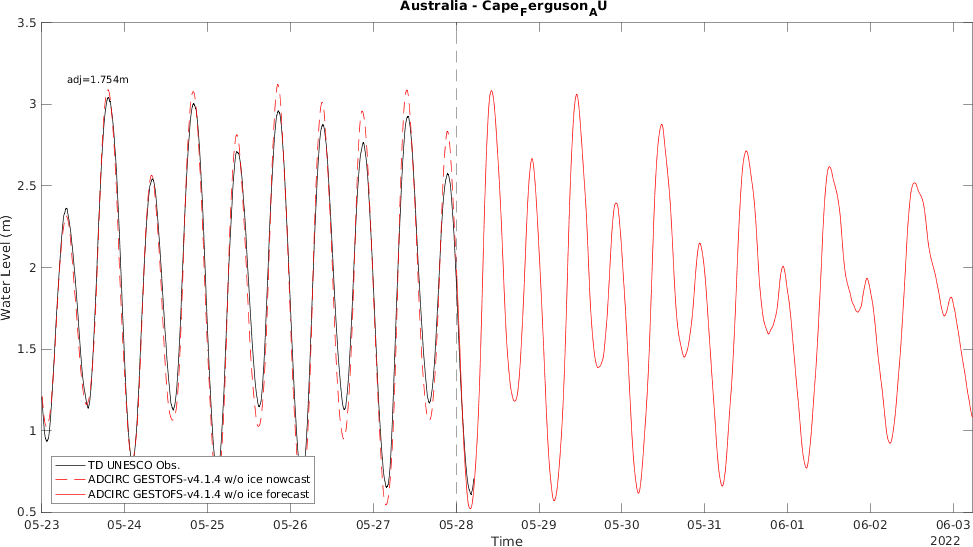 Australia - Cape_Ferguson_AU
3.5
adj=1.754m
3
2.5
2
1.5
1
0.5
Water Level (m)
TD UNESCO Obs.
ADCIRC GESTOFS-v4.1.4 w/o ice nowcast
ADCIRC GESTOFS-v4.1.4 w/o ice forecast
05-23 05-24 05-25 05-26 05-27 05-28 05-29 05-30 05-31 06-01 06-02 06-03
Time
2022